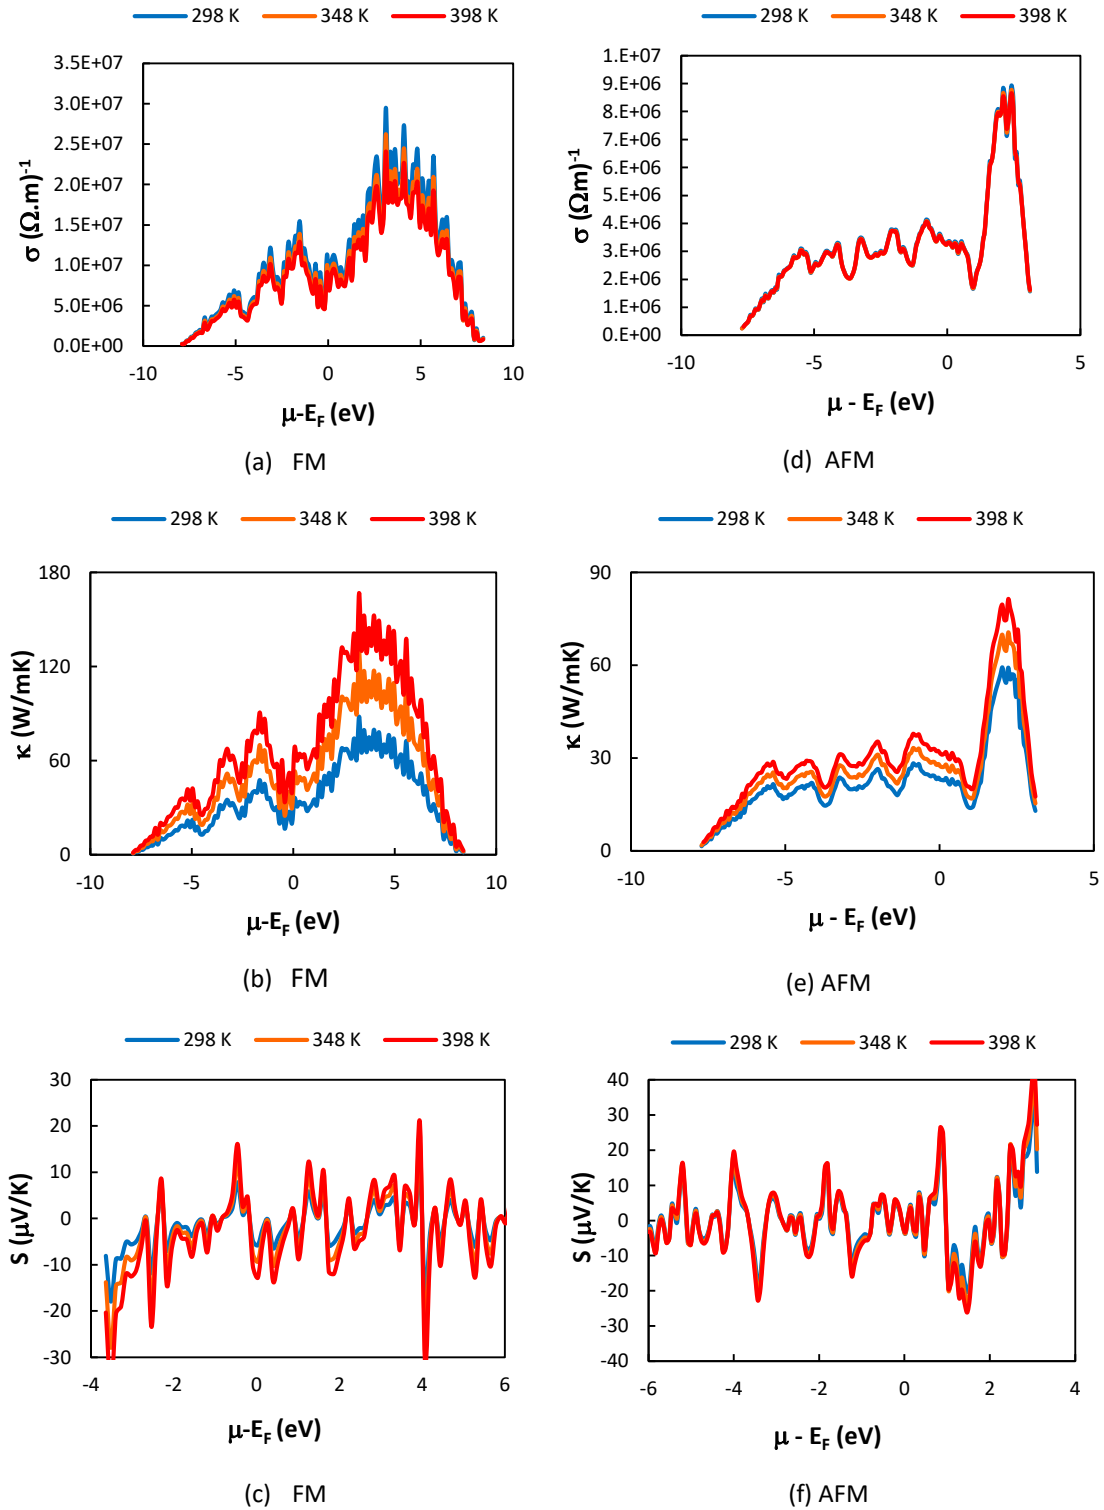 298 K 348 K 398 K
3.5E+07
3.0E+07
2.5E+07
2.0E+07
1.5E+07
1.0E+07
5.0E+06
0.0E+00
σ (Ω.m)⁻¹
-10 -5 0 5 10
μ-E_F (eV)
(a) FM
298 K 348 K 398 K
1.E+07
9.E+06
8.E+06
7.E+06
6.E+06
5.E+06
4.E+06
3.E+06
2.E+06
1.E+06
0.E+00
σ (Ωm)⁻¹
-10 -5 0 5
μ - E_F (eV)
(d) AFM
298 K 348 K 398 K
180
120
60
0
κ (W/mK)
-10 -5 0 5 10
μ-E_F (eV)
(b) FM
298 K 348 K 398 K
90
60
30
0
κ (W/mK)
-10 -5 0 5
μ - E_F (eV)
(e) AFM
298 K 348 K 398 K
30
20
10
0
-10
-20
-30
S (μV/K)
-4 -2 0 2 4 6
μ-E_F (eV)
(c) FM
298 K 348 K 398 K
40
30
20
10
0
-10
-20
-30
-40
S (μV/K)
-6 -4 -2 0 2 4
μ - E_F (eV)
(f) AFM